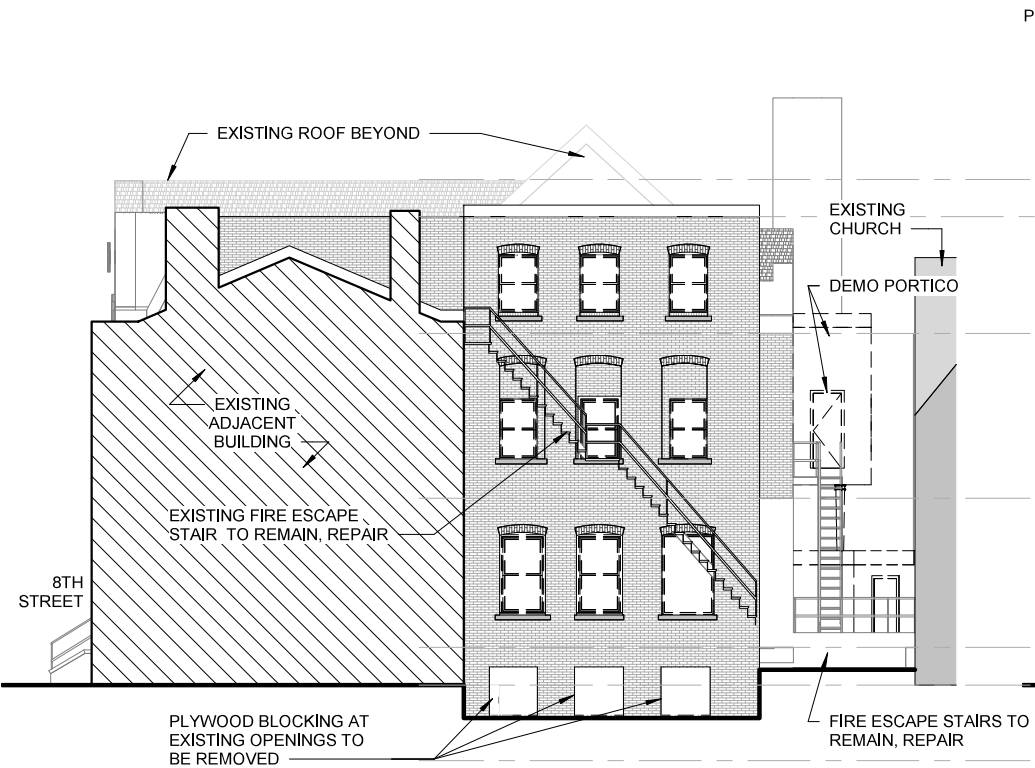 P
EXISTING ROOF BEYOND
EXISTING
CHURCH
DEMO PORTICO
EXISTING
ADJACENT
BUILDING
EXISTING FIRE ESCAPE
STAIR TO REMAIN, REPAIR
8TH
STREET
PLYWOOD BLOCKING AT
EXISTING OPENINGS TO
BE REMOVED
FIRE ESCAPE STAIRS TO
REMAIN, REPAIR